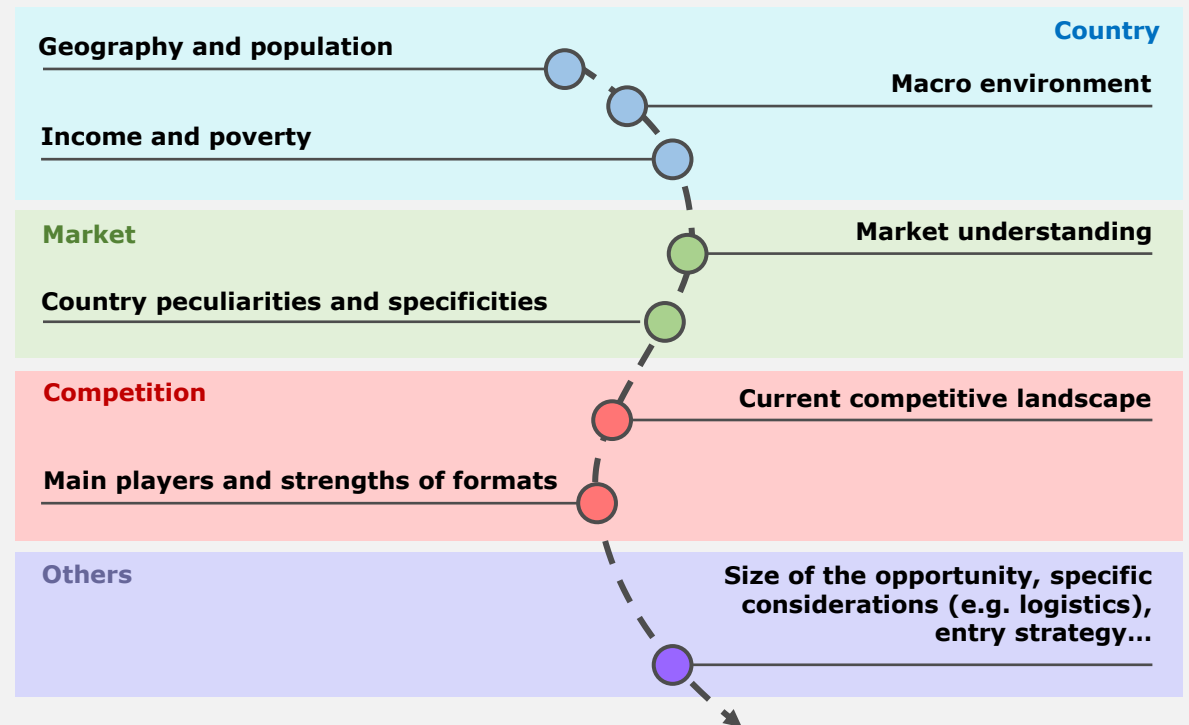 Country
Geography and population
Macro environment
Income and poverty
Market
Market understanding
Country peculiarities and specificities
Competition
Current competitive landscape
Main players and strengths of formats
Others
Size of the opportunity, specific
considerations (e.g. logistics),
entry strategy...